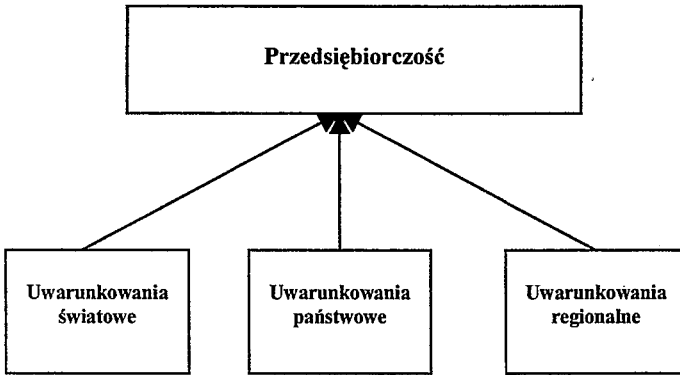 Przedsiębiorczość
Uwarunkowania
światowe
Uwarunkowania
państwowe
Uwarunkowania
regionalne